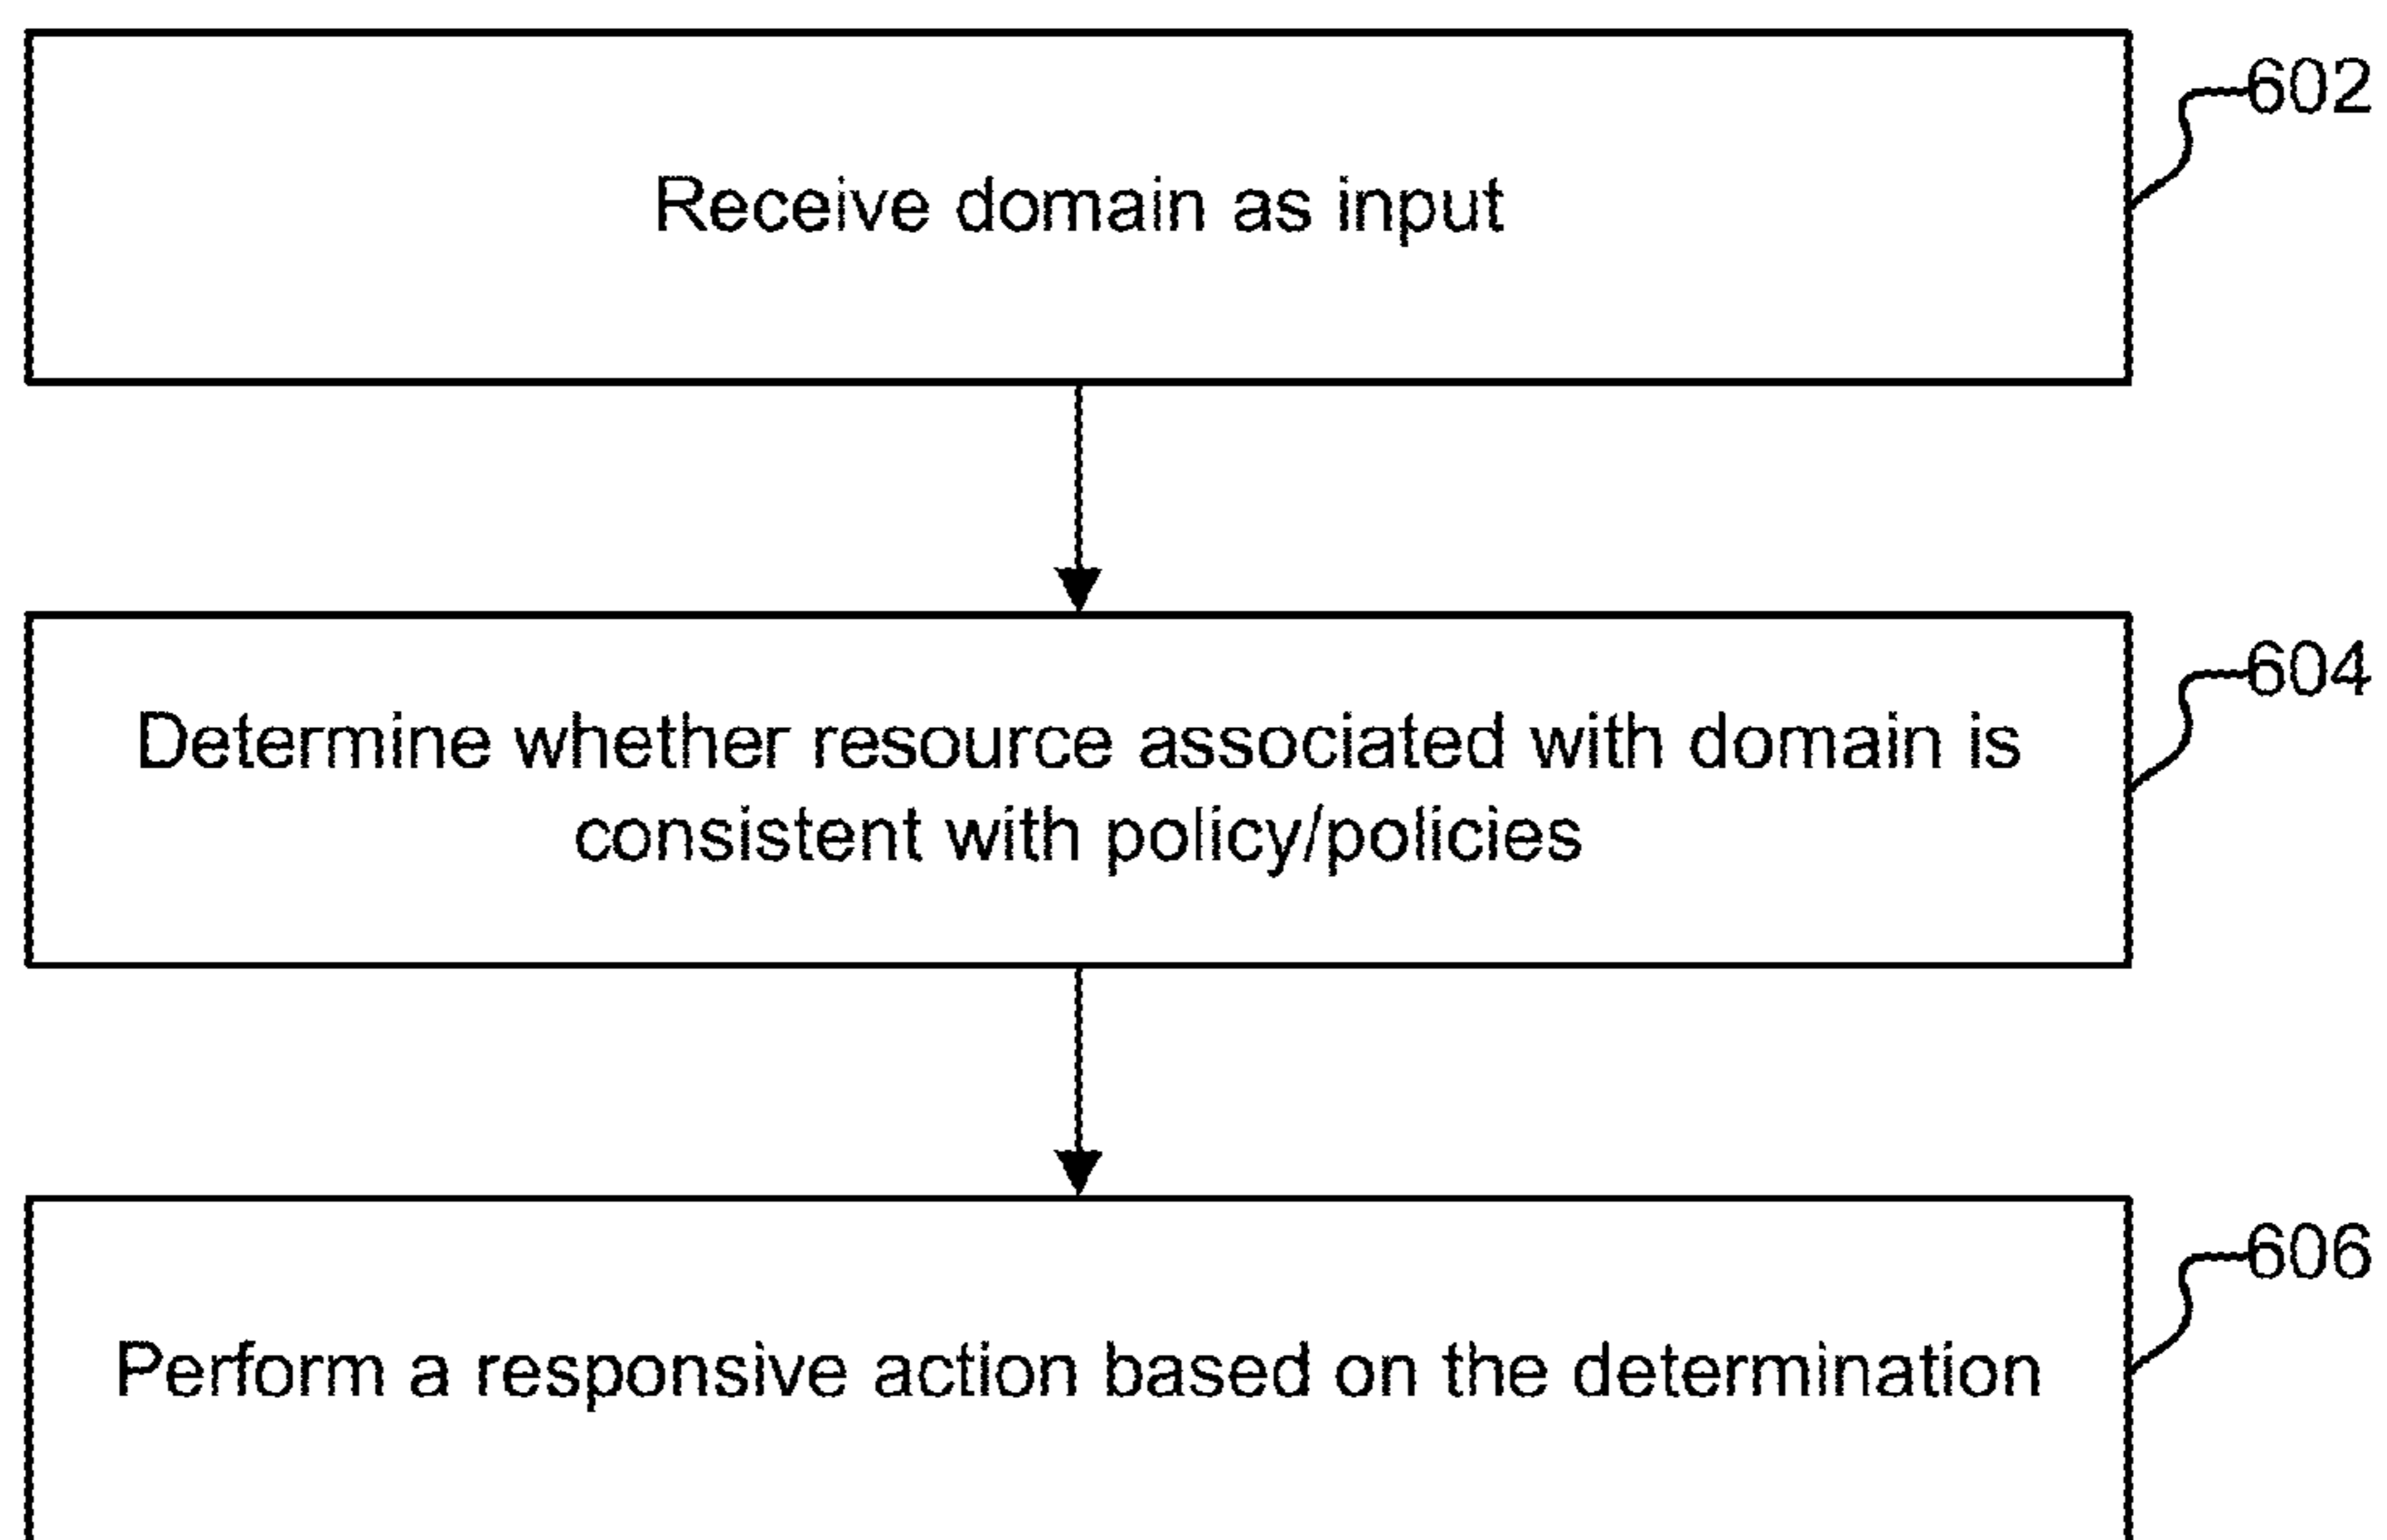 602
Receive domain as input
604
Determine whether resource associated with domain is
consistent with policy/policies
606
Perform a responsive action based on the determination